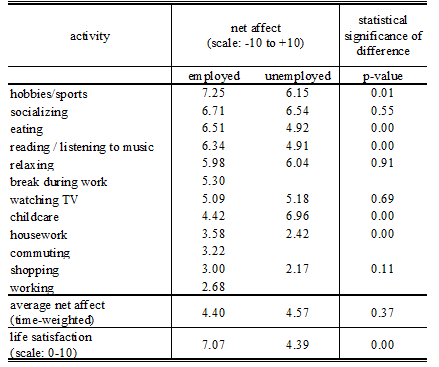 activity net affect (scale: -10 to +10) statistical significance of difference
employed unemployed p-value
hobbies/sports 7.25 6.15 0.01
socializing 6.71 6.54 0.55
eating 6.51 4.92 0.00
reading / listening to music 6.34 4.91 0.00
relaxing 5.98 6.04 0.91
break during work 5.30
watching TV 5.09 5.18 0.69
childcare 4.42 6.96 0.00
housework 3.58 2.42 0.00
commuting 3.22
shopping 3.00 2.17 0.11
working 2.68
average net affect (time-weighted) 4.40 4.57 0.37
life satisfaction (scale: 0-10) 7.07 4.39 0.00